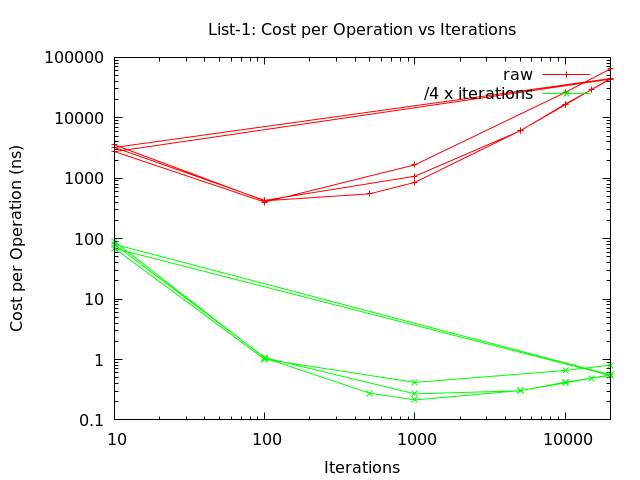 List-1: Cost per Operation vs Iterations
100000
10000
1000
100
10
1
0.1
Cost per Operation (ns)
raw
/4 x iterations
10 100 1000 10000
Iterations